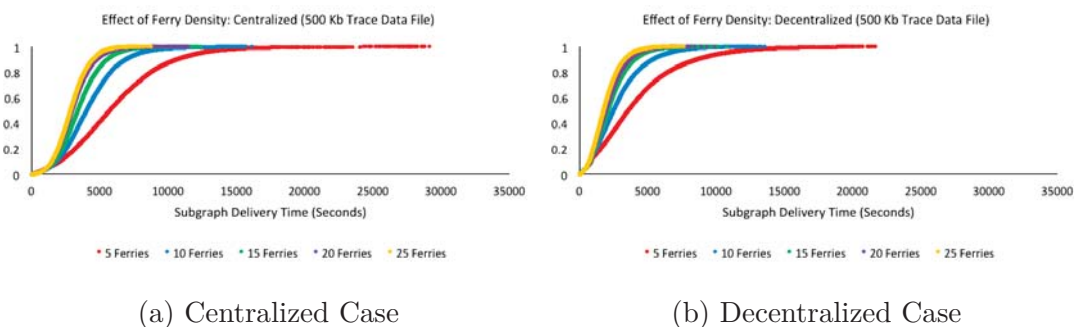 Effect of Ferry Density: Centralized (500 Kb Trace Data File)
1
0.8
0.6
0.4
0.2
0
0 5000 10000 15000 20000 25000 30000 35000
Subgraph Delivery Time (Seconds)
5 Ferries 10 Ferries 15 Ferries 20 Ferries 25 Ferries
(a) Centralized Case
Effect of Ferry Density: Decentralized (500 Kb Trace Data File)
1
0.8
0.6
0.4
0.2
0
0 5000 10000 15000 20000 25000 30000 35000
Subgraph Delivery Time (Seconds)
5 Ferries 10 Ferries 15 Ferries 20 Ferries 25 Ferries
(b) Decentralized Case